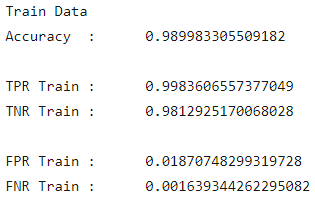 Train Data
Accuracy : 0.989983305509182
TPR Train : 0.9983606557377049
TNR Train : 0.9812925170068028
FPR Train : 0.01870748299319728
FNR Train : 0.001639344262295082